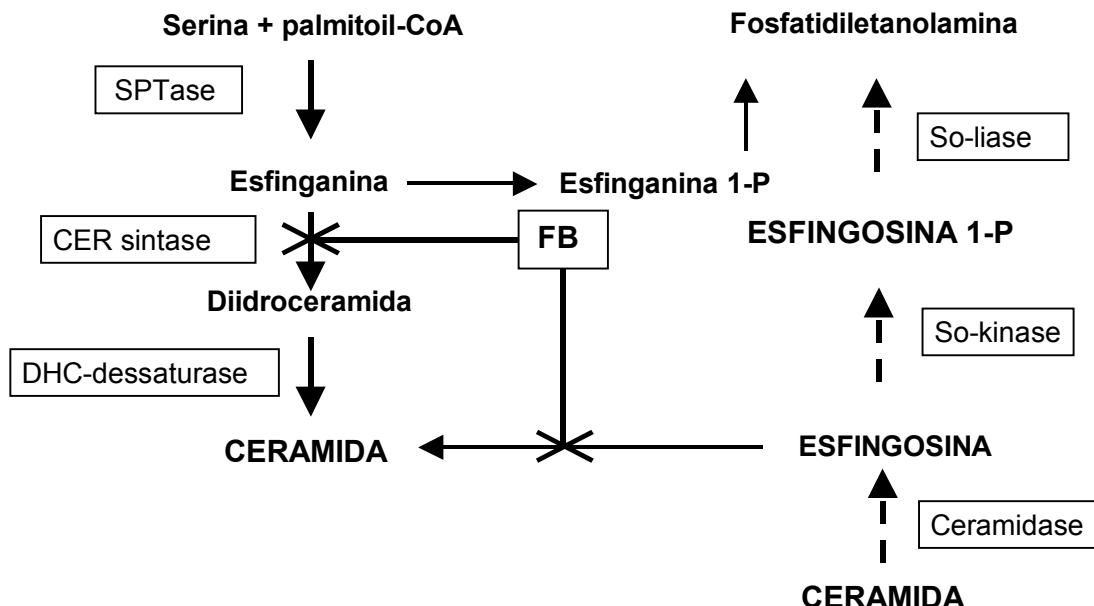 Serina + palmitoil-CoA
Fosfatidiletanolamina
SPTase
So-liase
Esfinganina
Esfinganina 1-P
CER sintase
FB
ESFINGOSINA 1-P
Diidroceramida
So-kinase
DHC-dessaturase
CERAMIDA
ESFINGOSINA
Ceramidase
CERAMIDA